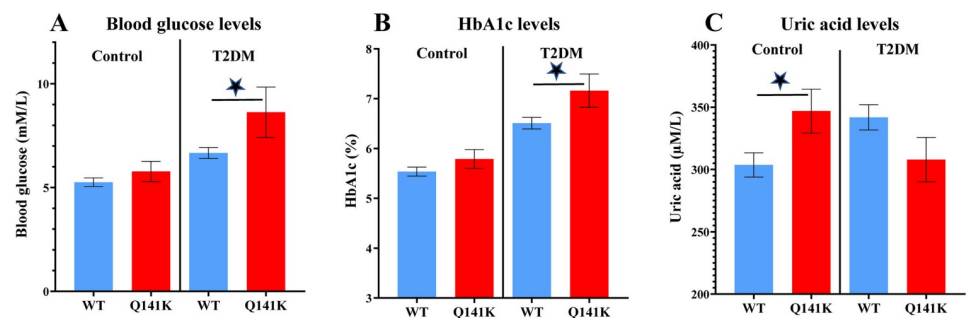 A
Blood glucose levels
Control
T2DM
Blood glucose (mM/L)
10
5
0
WT
Q141K
WT
Q141K
B
HbA1c levels
Control
T2DM
HbA1c (%)
8
7
6
5
4
3
WT
Q141K
WT
Q141K
C
Uric acid levels
Control
T2DM
Uric acid (µM/L)
400
350
300
250
200
WT
Q141K
WT
Q141K